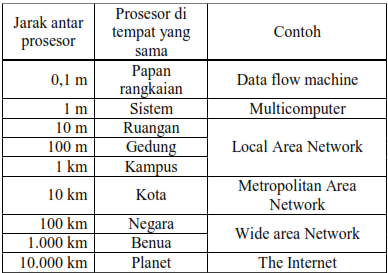 Jarak antar prosesor | Prosesor di tempat yang sama | Contoh
0,1 m | Papan rangkaian | Data flow machine
1 m | Sistem | Multicomputer
10 m | Ruangan | Local Area Network
100 m | Gedung
1 km | Kampus
10 km | Kota | Metropolitan Area Network
100 km | Negara | Wide area Network
1.000 km | Benua
10.000 km | Planet | The Internet